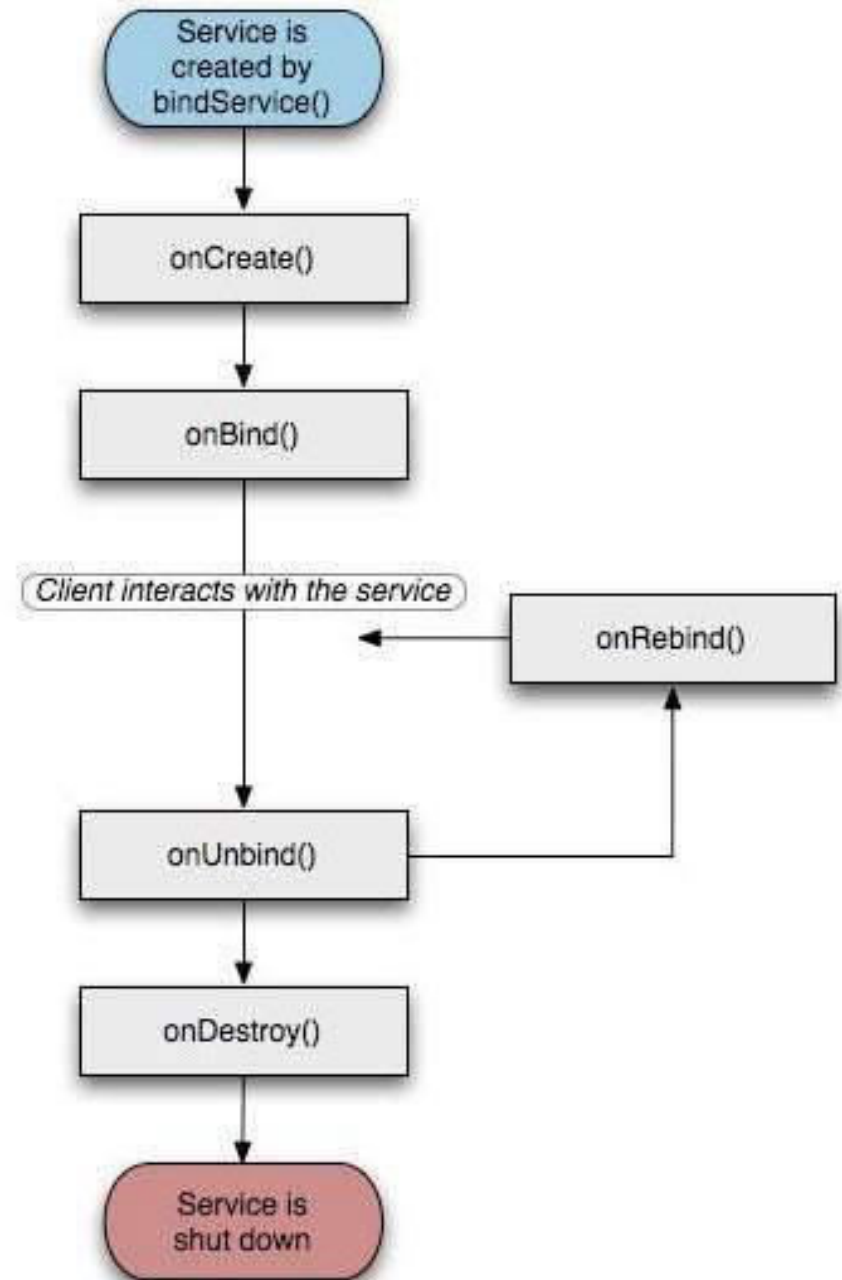 Service is
created by
bindService()
onCreate()
onBind()
Client interacts with the service
onRebind()
onUnbind()
onDestroy()
Service is
shut down